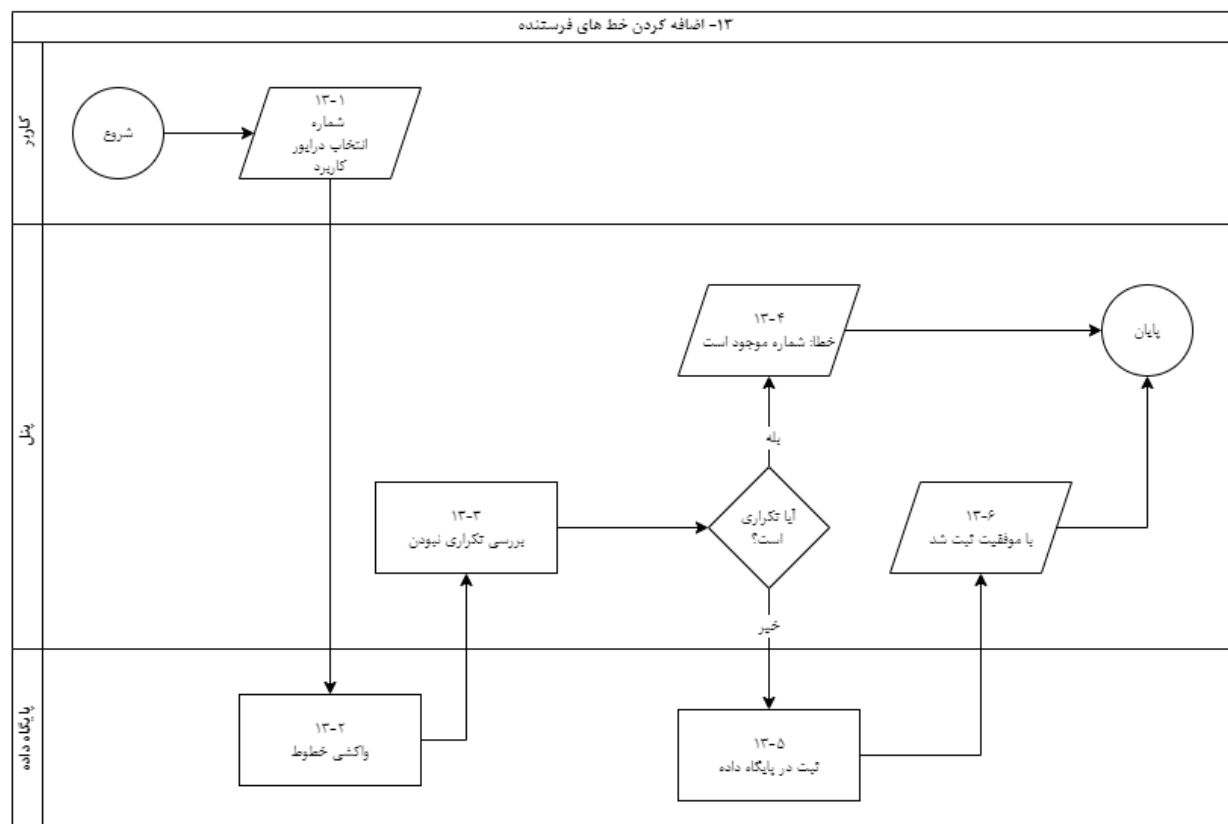 ۱۳- اضافه کردن خط های فرستنده
کاربر
شروع
۱۳-۱
شماره
انتخاب درایور
کاربرد
پنل
۱۳-۴
خطا: شماره موجود است
پایان
بله
۱۳-۳
بررسی تکراری نبودن
آیا تکراری
است؟
۱۳-۶
با موفقیت ثبت شد
خیر
پایگاه داده
۱۳-۲
واکشی خطوط
۱۳-۵
ثبت در پایگاه داده